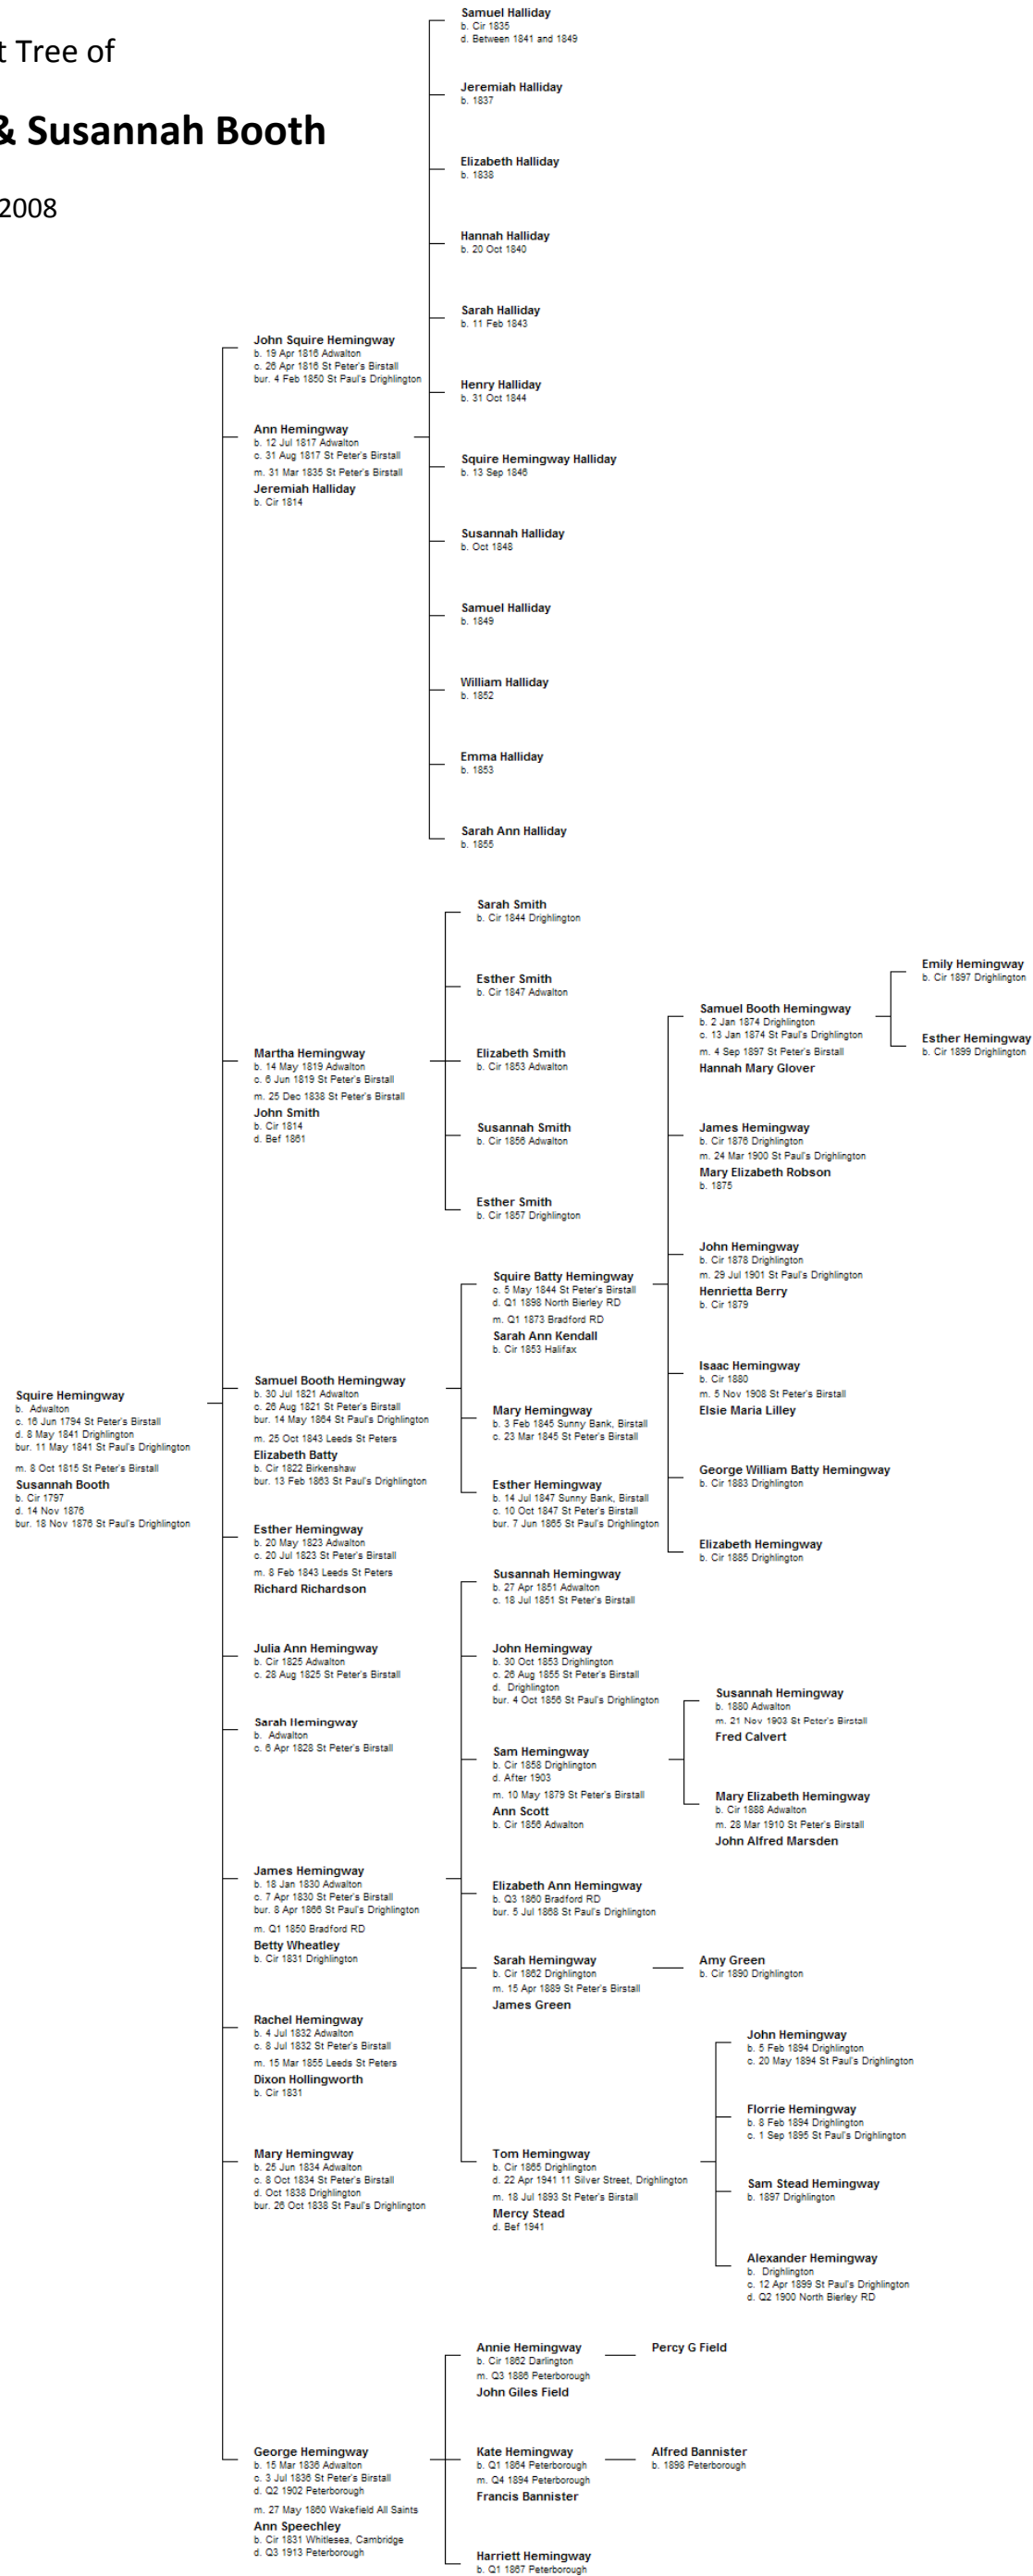 t Tree of
& Susannah Booth
2008
Squire Hemingway
b. Adwalton
c. 16 Jun 1794 St Peter's Birstall
d. 8 May 1841 Drighlington
bur. 11 May 1841 St Paul's Drighlington
m. 8 Oct 1815 St Peter's Birstall
Susannah Booth
b. Cir 1797
d. 14 Nov 1876
bur. 18 Nov 1876 St Paul's Drighlington
John Squire Hemingway
b. 19 Apr 1816 Adwalton
c. 26 Apr 1816 St Peter's Birstall
bur. 4 Feb 1850 St Paul's Drighlington
Ann Hemingway
b. 12 Jul 1817 Adwalton
c. 31 Aug 1817 St Peter's Birstall
m. 31 Mar 1835 St Peter's Birstall
Jeremiah Halliday
b. Cir 1814
Samuel Halliday
b. Cir 1835
d. Between 1841 and 1849
Jeremiah Halliday
b. 1837
Elizabeth Halliday
b. 1838
Hannah Halliday
b. 20 Oct 1840
Sarah Halliday
b. 11 Feb 1843
Henry Halliday
b. 31 Oct 1844
Squire Hemingway Halliday
b. 13 Sep 1846
Susannah Halliday
b. Oct 1848
Samuel Halliday
b. 1849
William Halliday
b. 1852
Emma Halliday
b. 1853
Sarah Ann Halliday
b. 1855
Martha Hemingway
b. 14 May 1819 Adwalton
c. 6 Jun 1819 St Peter's Birstall
m. 25 Dec 1838 St Peter's Birstall
John Smith
b. Cir 1814
d. Bef 1861
Sarah Smith
b. Cir 1844 Drighlington
Esther Smith
b. Cir 1847 Adwalton
Elizabeth Smith
b. Cir 1853 Adwalton
Susannah Smith
b. Cir 1856 Adwalton
Esther Smith
b. Cir 1857 Drighlington
Samuel Booth Hemingway
b. 30 Jul 1821 Adwalton
c. 26 Aug 1821 St Peter's Birstall
bur. 14 May 1864 St Paul's Drighlington
m. 25 Oct 1843 Leeds St Peters
Elizabeth Batty
b. Cir 1822 Birkenshaw
bur. 13 Feb 1863 St Paul's Drighlington
Squire Batty Hemingway
c. 5 May 1844 St Peter's Birstall
d. Q1 1898 North Bierley RD
m. Q1 1873 Bradford RD
Sarah Ann Kendall
b. Cir 1853 Halifax
Samuel Booth Hemingway
b. 2 Jan 1874 Drighlington
c. 13 Jan 1874 St Paul's Drighlington
m. 4 Sep 1897 St Peter's Birstall
Hannah Mary Glover
Emily Hemingway
b. Cir 1897 Drighlington
Esther Hemingway
b. Cir 1899 Drighlington
James Hemingway
b. Cir 1876 Drighlington
m. 24 Mar 1900 St Paul's Drighlington
Mary Elizabeth Robson
b. 1875
John Hemingway
b. Cir 1878 Drighlington
m. 29 Jul 1901 St Paul's Drighlington
Henrietta Berry
b. Cir 1879
Isaac Hemingway
b. Cir 1880
m. 5 Nov 1908 St Peter's Birstall
Elsie Maria Lilley
George William Batty Hemingway
b. Cir 1883 Drighlington
Elizabeth Hemingway
b. Cir 1885 Drighlington
Mary Hemingway
b. 3 Feb 1845 Sunny Bank, Birstall
c. 23 Mar 1845 St Peter's Birstall
Esther Hemingway
b. 14 Jul 1847 Sunny Bank, Birstall
c. 10 Oct 1847 St Peter's Birstall
bur. 7 Jun 1865 St Paul's Drighlington
Esther Hemingway
b. 20 May 1823 Adwalton
c. 20 Jul 1823 St Peter's Birstall
m. 8 Feb 1843 Leeds St Peters
Richard Richardson
Julia Ann Hemingway
b. Cir 1825 Adwalton
c. 28 Aug 1825 St Peter's Birstall
Sarah Hemingway
b. Adwalton
c. 6 Apr 1828 St Peter's Birstall
James Hemingway
b. 18 Jan 1830 Adwalton
c. 7 Apr 1830 St Peter's Birstall
bur. 8 Apr 1866 St Paul's Drighlington
m. Q1 1850 Bradford RD
Betty Wheatley
b. Cir 1831 Drighlington
Susannah Hemingway
b. 27 Apr 1851 Adwalton
c. 18 Jul 1851 St Peter's Birstall
John Hemingway
b. 30 Oct 1853 Drighlington
c. 26 Aug 1855 St Peter's Birstall
d. Drighlington
bur. 4 Oct 1856 St Paul's Drighlington
Sam Hemingway
b. Cir 1858 Drighlington
d. After 1903
m. 10 May 1879 St Peter's Birstall
Ann Scott
b. Cir 1856 Adwalton
Susannah Hemingway
b. 1880 Adwalton
m. 21 Nov 1903 St Peter's Birstall
Fred Calvert
Mary Elizabeth Hemingway
b. Cir 1888 Adwalton
m. 28 Mar 1910 St Peter's Birstall
John Alfred Marsden
Elizabeth Ann Hemingway
b. Q3 1860 Bradford RD
bur. 5 Jul 1868 St Paul's Drighlington
Sarah Hemingway
b. Cir 1862 Drighlington
m. 15 Apr 1889 St Peter's Birstall
James Green
Amy Green
b. Cir 1890 Drighlington
Tom Hemingway
b. Cir 1865 Drighlington
d. 22 Apr 1941 11 Silver Street, Drighlington
m. 18 Jul 1893 St Peter's Birstall
Mercy Stead
d. Bef 1941
John Hemingway
b. 5 Feb 1894 Drighlington
c. 20 May 1894 St Paul's Drighlington
Florrie Hemingway
b. 8 Feb 1894 Drighlington
c. 1 Sep 1895 St Paul's Drighlington
Sam Stead Hemingway
b. 1897 Drighlington
Alexander Hemingway
b. Drighlington
c. 12 Apr 1899 St Paul's Drighlington
d. Q2 1900 North Bierley RD
Rachel Hemingway
b. 4 Jul 1832 Adwalton
c. 8 Jul 1832 St Peter's Birstall
m. 15 Mar 1855 Leeds St Peters
Dixon Hollingworth
b. Cir 1831
Mary Hemingway
b. 25 Jun 1834 Adwalton
c. 8 Oct 1834 St Peter's Birstall
d. Oct 1838 Drighlington
bur. 26 Oct 1838 St Paul's Drighlington
George Hemingway
b. 15 Mar 1836 Adwalton
c. 3 Jul 1836 St Peter's Birstall
d. Q2 1902 Peterborough
m. 27 May 1860 Wakefield All Saints
Ann Speechley
b. Cir 1831 Whitlesea, Cambridge
d. Q3 1913 Peterborough
Annie Hemingway
b. Cir 1862 Darlington
m. Q3 1886 Peterborough
John Giles Field
Percy G Field
Kate Hemingway
b. Q1 1864 Peterborough
m. Q4 1894 Peterborough
Francis Bannister
Alfred Bannister
b. 1898 Peterborough
Harriett Hemingway
b. Q1 1867 Peterborough